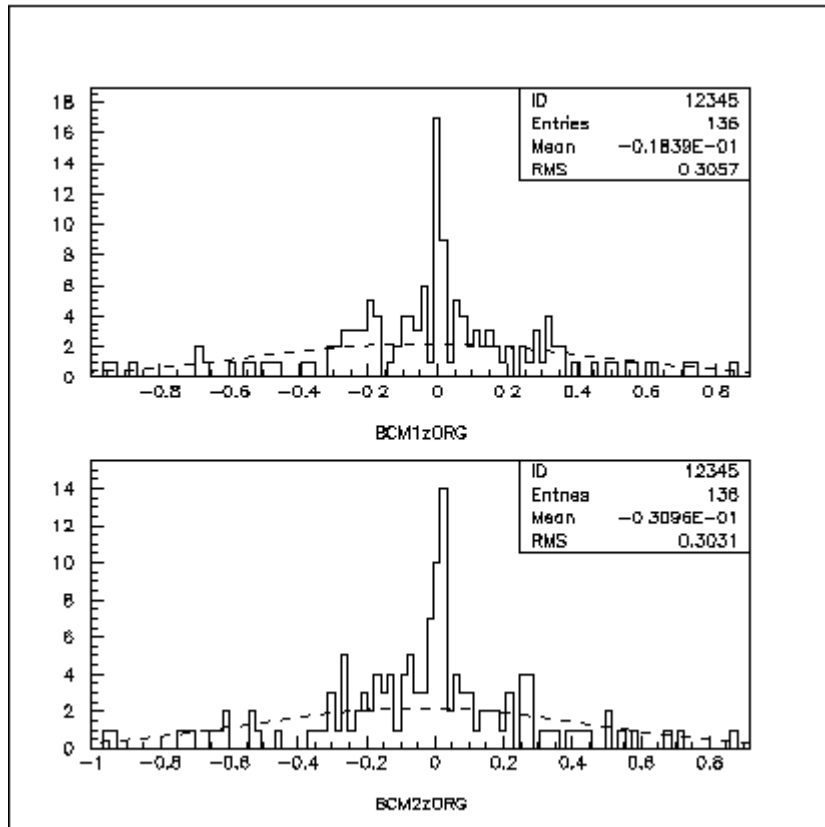 18
16
14
12
10
8
6
4
2
0
ID 12345
Entries 136
Mean -0.1839E-01
RMS 0.3057
-0.8 -0.6 -0.4 -0.2 0 0.2 0.4 0.6 0.8
BCM1zORG
14
12
10
8
6
4
2
0
ID 12345
Entries 136
Mean -0.3096E-01
RMS 0.3031
-1 -0.8 -0.6 -0.4 -0.2 0 0.2 0.4 0.6 0.8
BCM2zORG